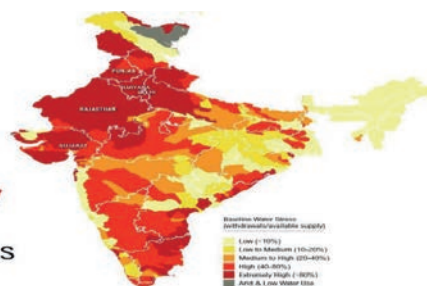 PUNJAB
HARYANA
RAJASTHAN
GUJARAT
s
Baseline Water Stress
(withdrawals/available supply)
Low (<10%)
Low to Medium (10-20%)
Medium to High (20-40%)
High (40-80%)
Extremely High (>80%)
Arid & Low Water Use